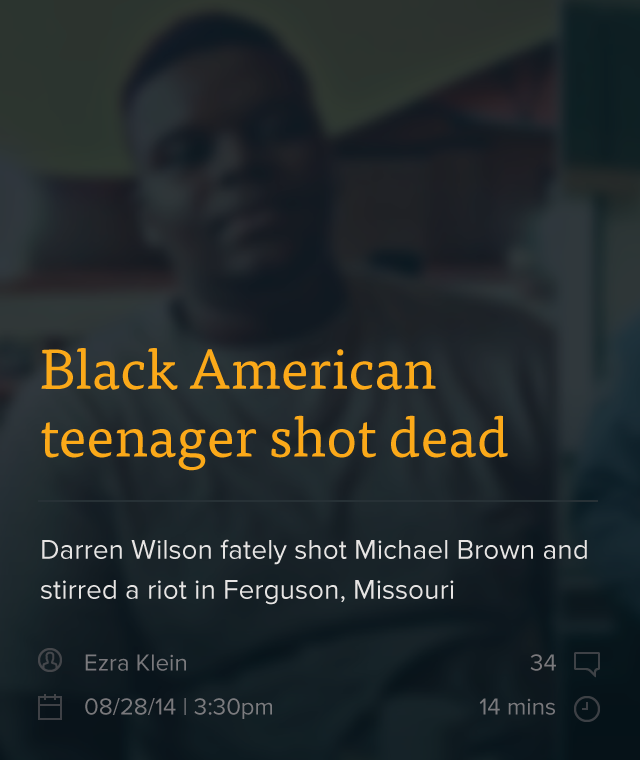 Black American
teenager shot dead
Darren Wilson fately shot Michael Brown and
stirred a riot in Ferguson, Missouri
Ezra Klein
34
08/28/14 | 3:30pm
14 mins